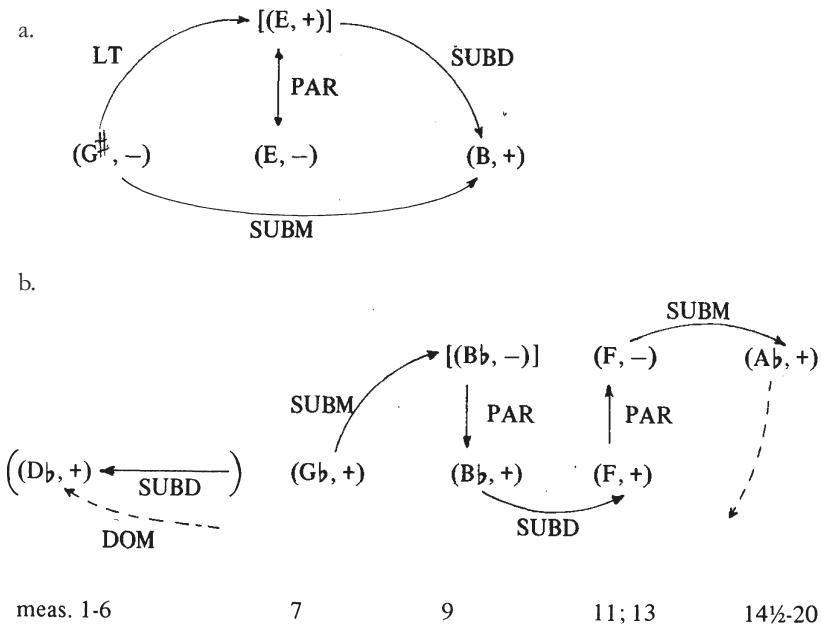 a.
[(E, +)]
LT
SUBD
PAR
(G♯, −)
(E, −)
(B, +)
SUBM
b.
SUBM
[(B♭, −)]
(F, −)
(A♭, +)
SUBM
PAR
PAR
((D♭, +)
SUBD
)
(G♭, +)
(B♭, +)
(F, +)
DOM
SUBD
meas. 1-6
7
9
11; 13
14½-20